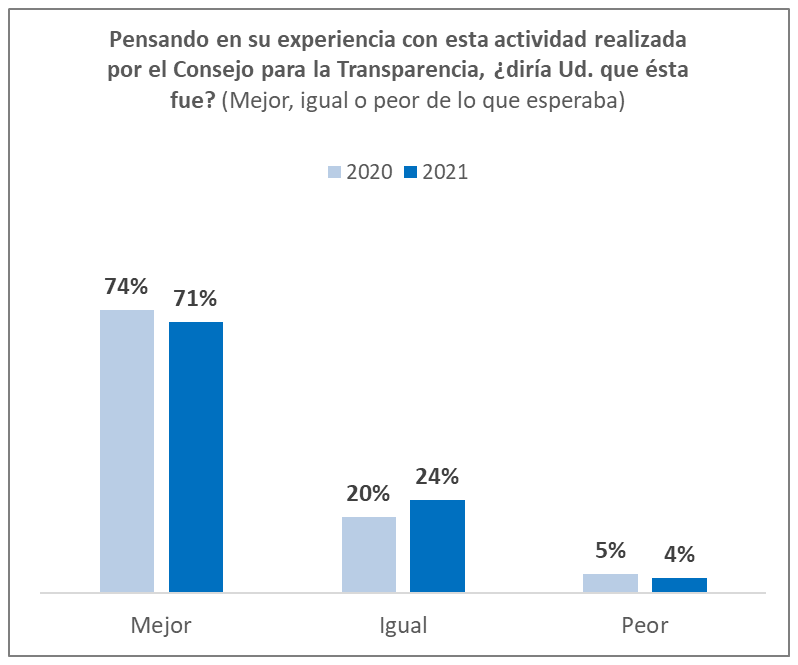 Pensando en su experiencia con esta actividad realizada
por el Consejo para la Transparencia, ¿diría Ud. que ésta
fue? (Mejor, igual o peor de lo que esperaba)
2020 2021
74% 71%
20% 24%
5% 4%
Mejor Igual Peor